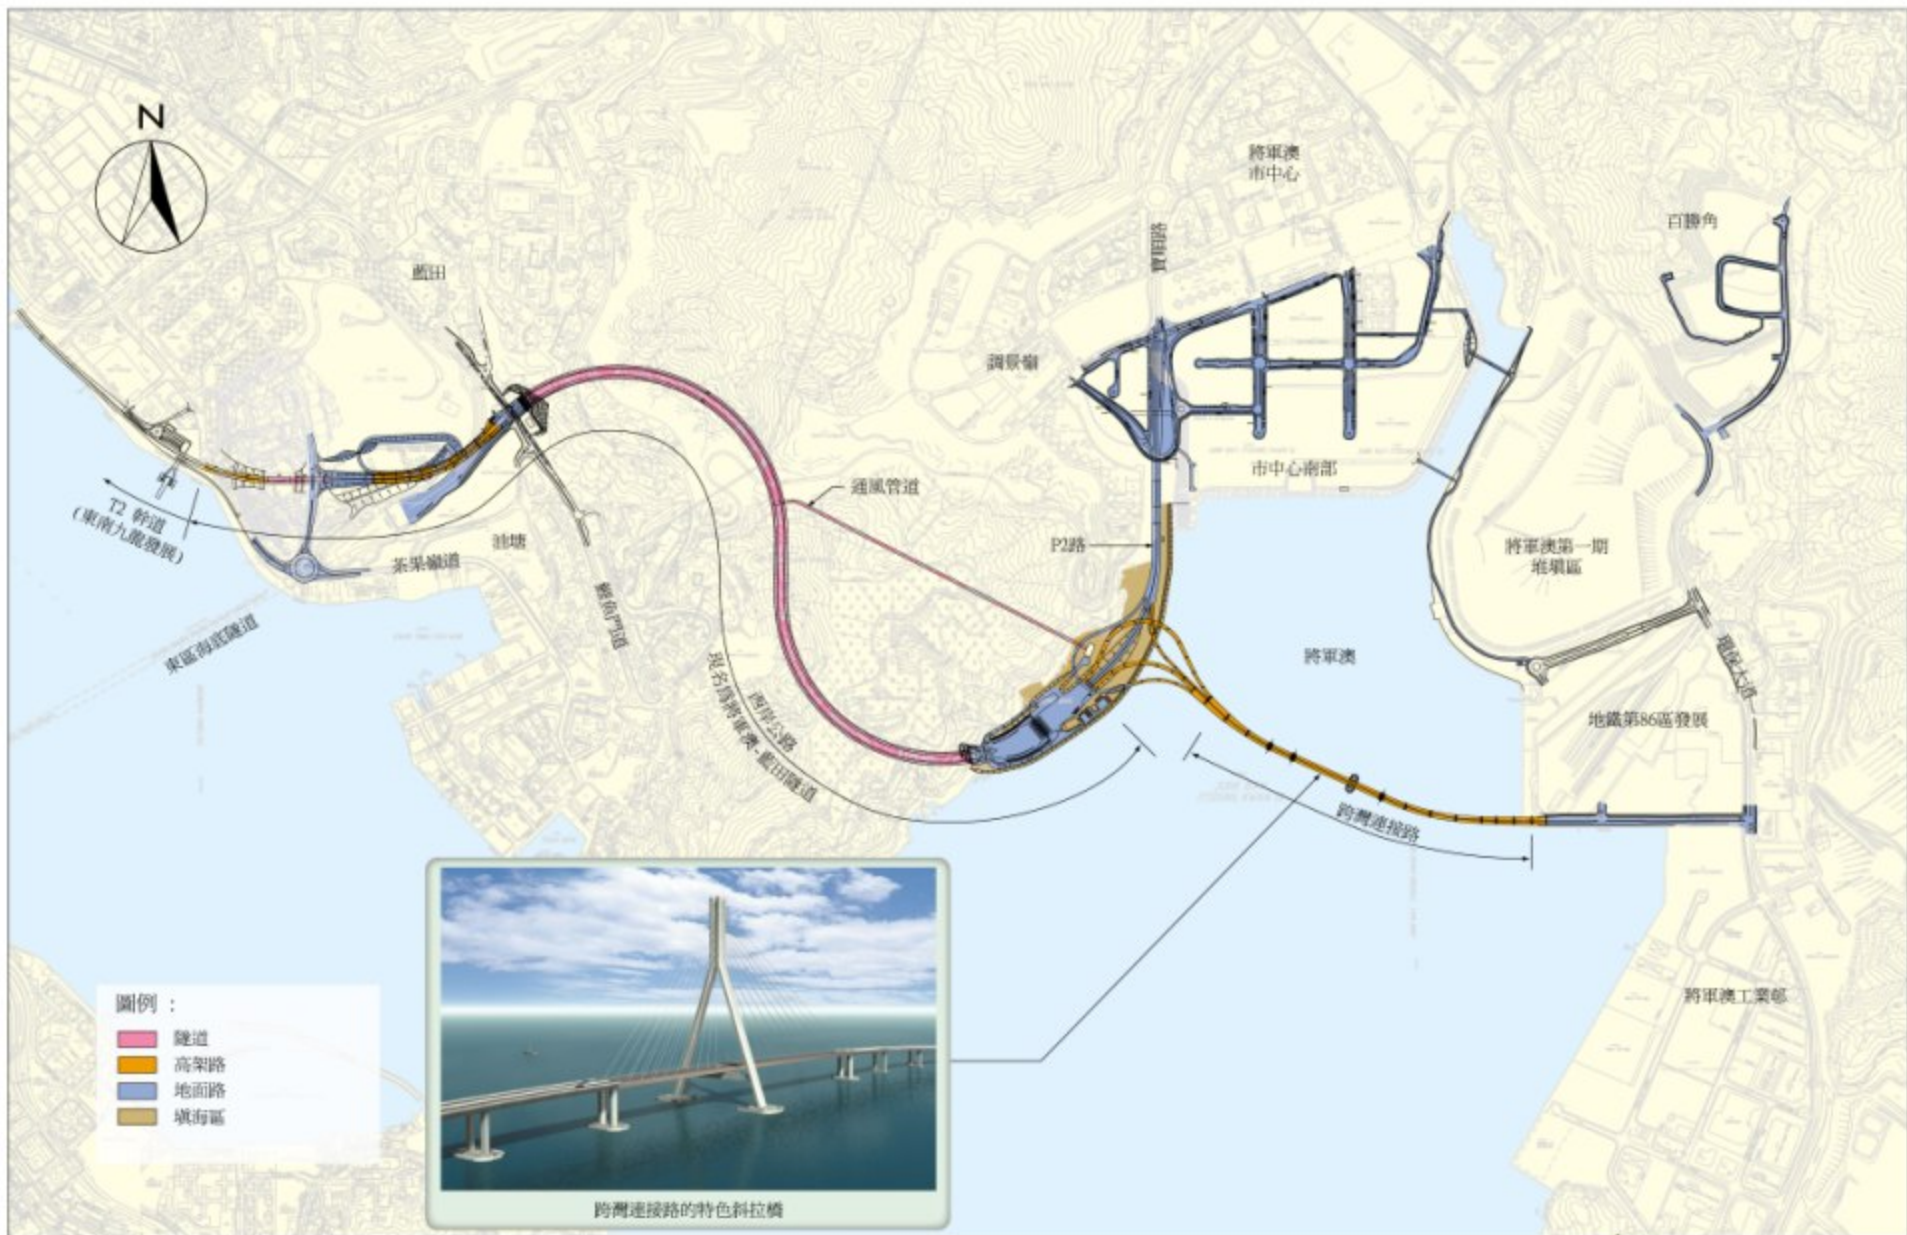 N
將軍澳
市中心
百勝角
寶順路
藍田
調景嶺
通風管道
市中心南部
T2 幹道
(東南九龍發展)
油塘
茶果嶺道
P2路
將軍澳第一期
堆填區
鯉魚門道
東區海底隧道
西岸公路
現名為將軍澳-藍田隧道
將軍澳
環保大道
地鐵第86區發展
跨灣連接路
將軍澳工業邨
圖例 :
隧道
高架路
地面路
填海區
跨灣連接路的特色斜拉橋